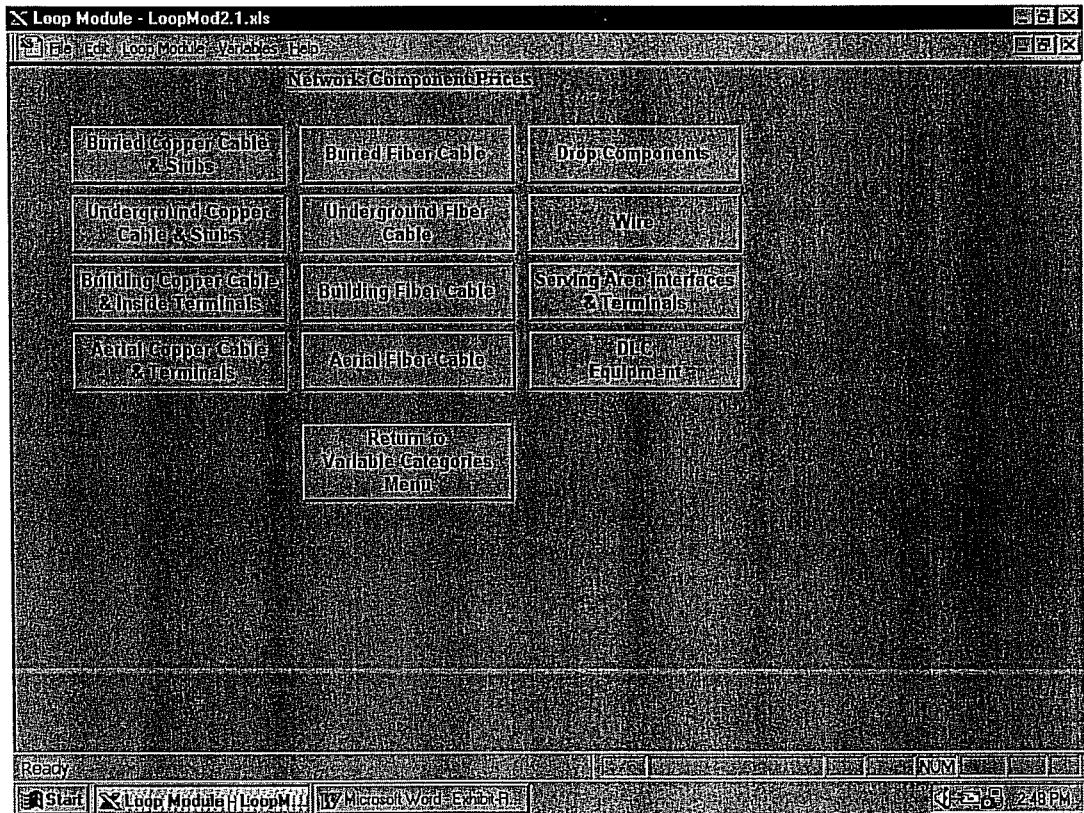 Loop Module - LoopMod2.1.xls
File Edit Loop Module Variables Help
Network Component Prices
Buried Copper Cable
& Stubs
Buried Fiber Cable
Drop Components
Underground Copper
Cable & Stubs
Underground Fiber
Cable
Wire
Building Copper Cable
& Inside Terminals
Building Fiber Cable
Serving Area Interfaces
& Terminals
Aerial Copper Cable
& Terminals
Aerial Fiber Cable
DLC
Equipment
Return to
Variable Categories
Menu
Ready
NUM
Start
Loop Module - LoopM...
Microsoft Word - Exhibit-R...
2:48 PM